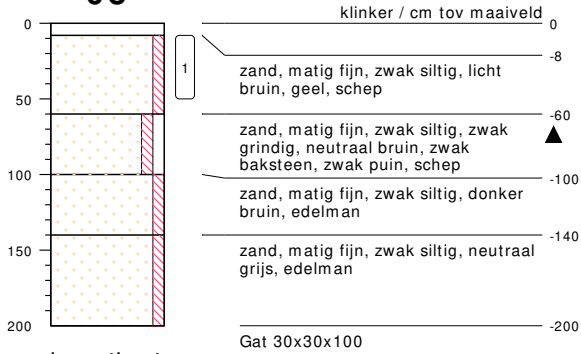 klinker / cm tov maaiveld
0
0
-8
1
zand, matig fijn, zwak siltig, licht
bruin, geel, schep
50
-60
zand, matig fijn, zwak siltig, zwak
grindig, neutraal bruin, zwak
baksteen, zwak puin, schep
100
-100
zand, matig fijn, zwak siltig, donker
bruin, edelman
-140
150
zand, matig fijn, zwak siltig, neutraal
grijs, edelman
200
-200
Gat 30x30x100